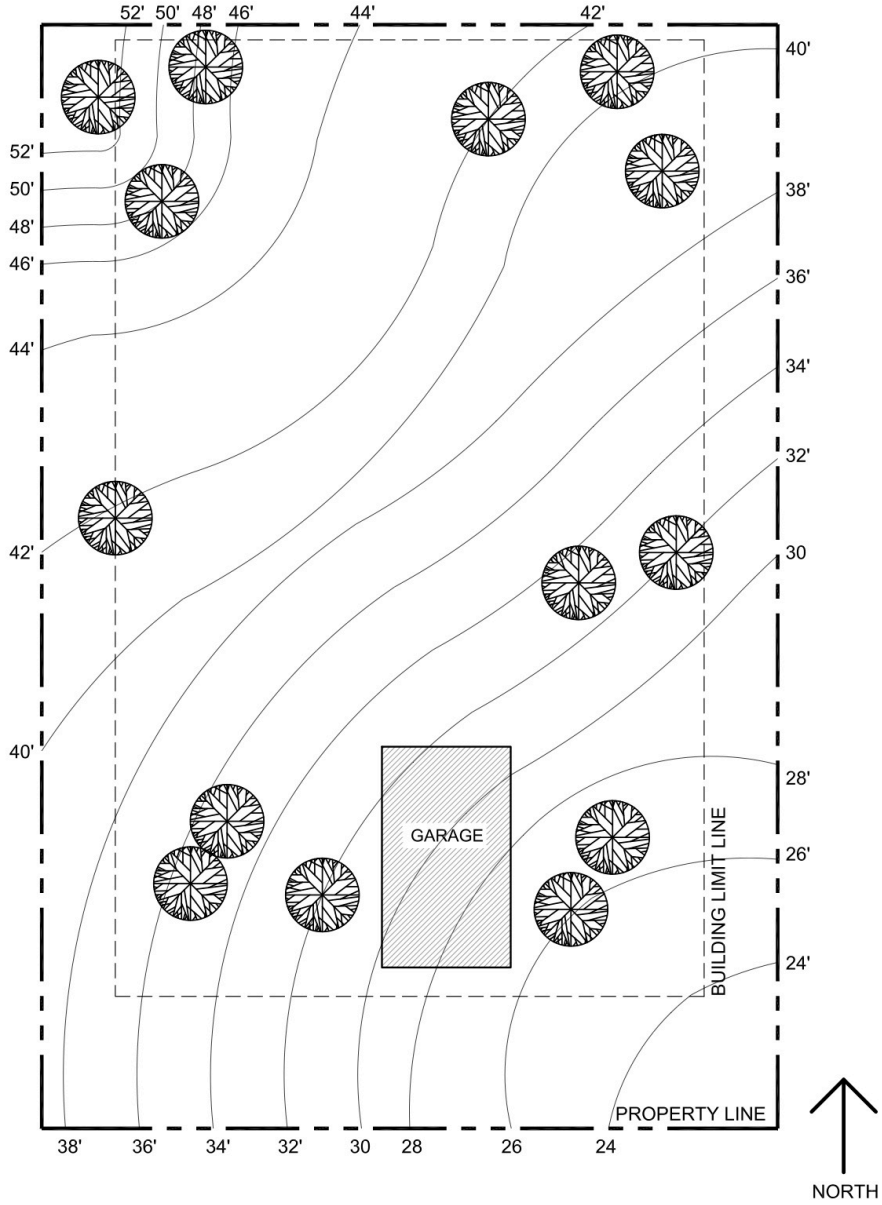 52' 50' 48' 46' 44' 42'
40'
52'
50'
38'
48'
46'
36'
44'
34'
32'
42'
30
40'
28'
GARAGE
26'
BUILDING LIMIT LINE
24'
PROPERTY LINE
38' 36' 34' 32' 30 28 26 24
NORTH